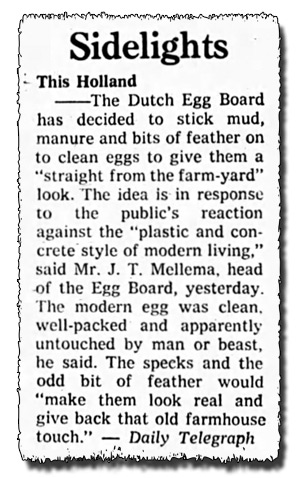 Sidelights
This Holland
——The Dutch Egg Board
has decided to stick mud,
manure and bits of feather on
to clean eggs to give them a
"straight from the farm-yard"
look. The idea is in response
to the public's reaction
against the "plastic and con-
crete style of modern living,"
said Mr. J. T. Mellema, head
of the Egg Board, yesterday.
The modern egg was clean,
well-packed and apparently
untouched by man or beast,
he said. The specks and the
odd bit of feather would
"make them look real and
give back that old farmhouse
touch." — Daily Telegraph